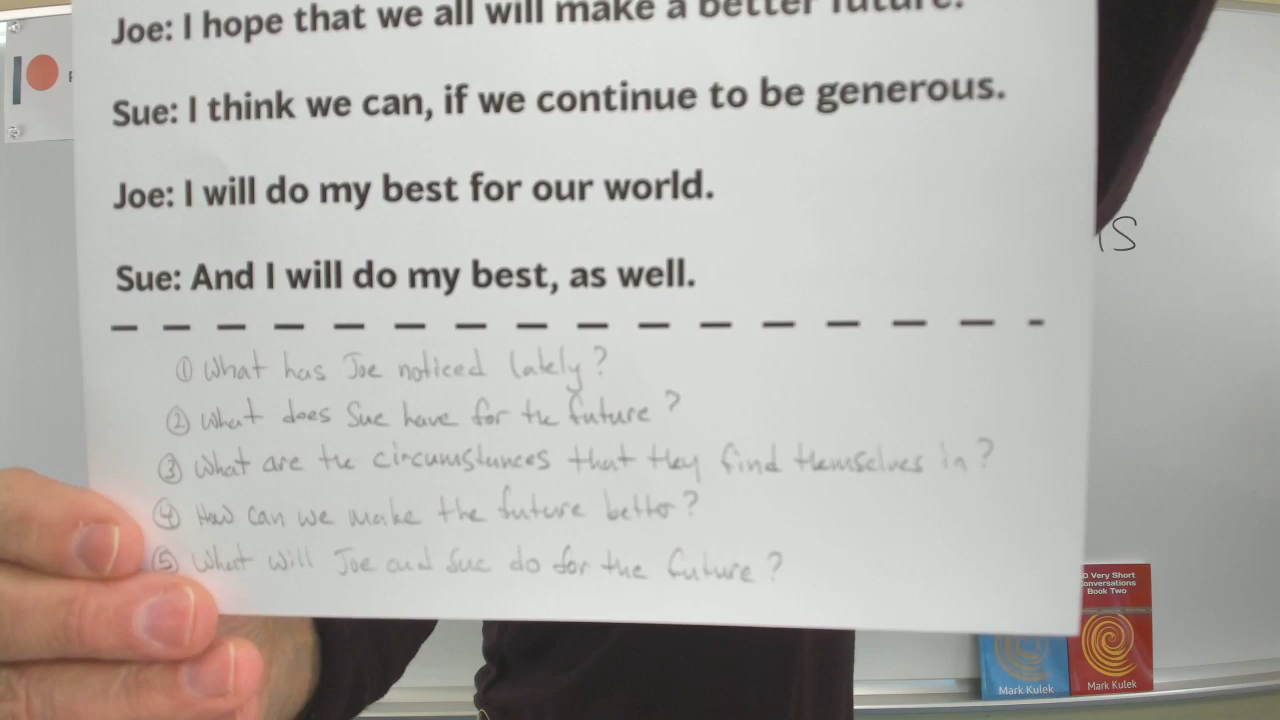 Joe: I hope that we all will make a better future.
Sue: I think we can, if we continue to be generous.
Joe: I will do my best for our world.
Sue: And I will do my best, as well.
① What has Joe noticed lately?
② What does Sue have for the future?
③ What are the circumstances that they find themselves in?
④ How can we make the future better?
⑤ What will Joe and Sue do for the future?
is
50 Very Short
Conversations
Book Two
Mark Kulek
Mark Kulek